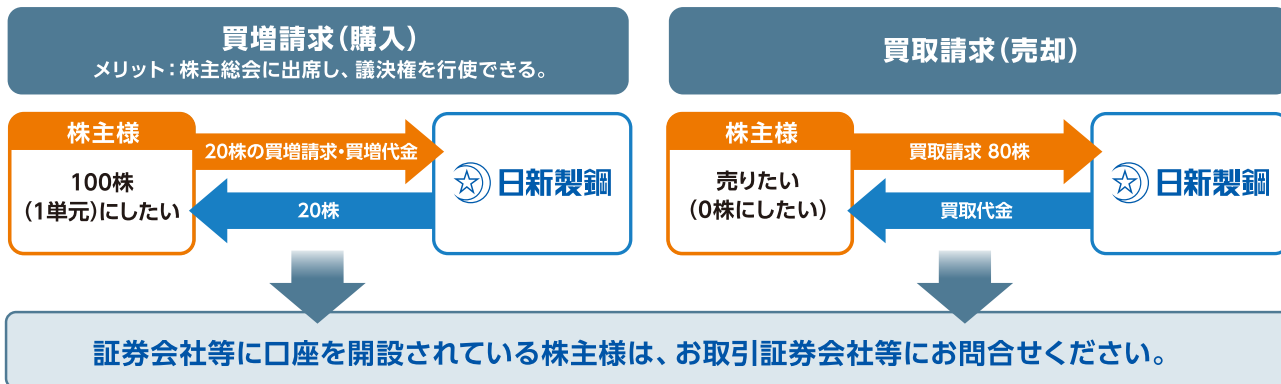 買増請求(購入)
メリット:株主総会に出席し、議決権を行使できる。
株主様
100株
(1単元)にしたい
20株の買増請求・買増代金
20株
日新製鋼
買取請求(売却)
株主様
売りたい
(0株にしたい)
買取請求 80株
買取代金
日新製鋼
証券会社等に口座を開設されている株主様は、お取引証券会社等にお問合せください。